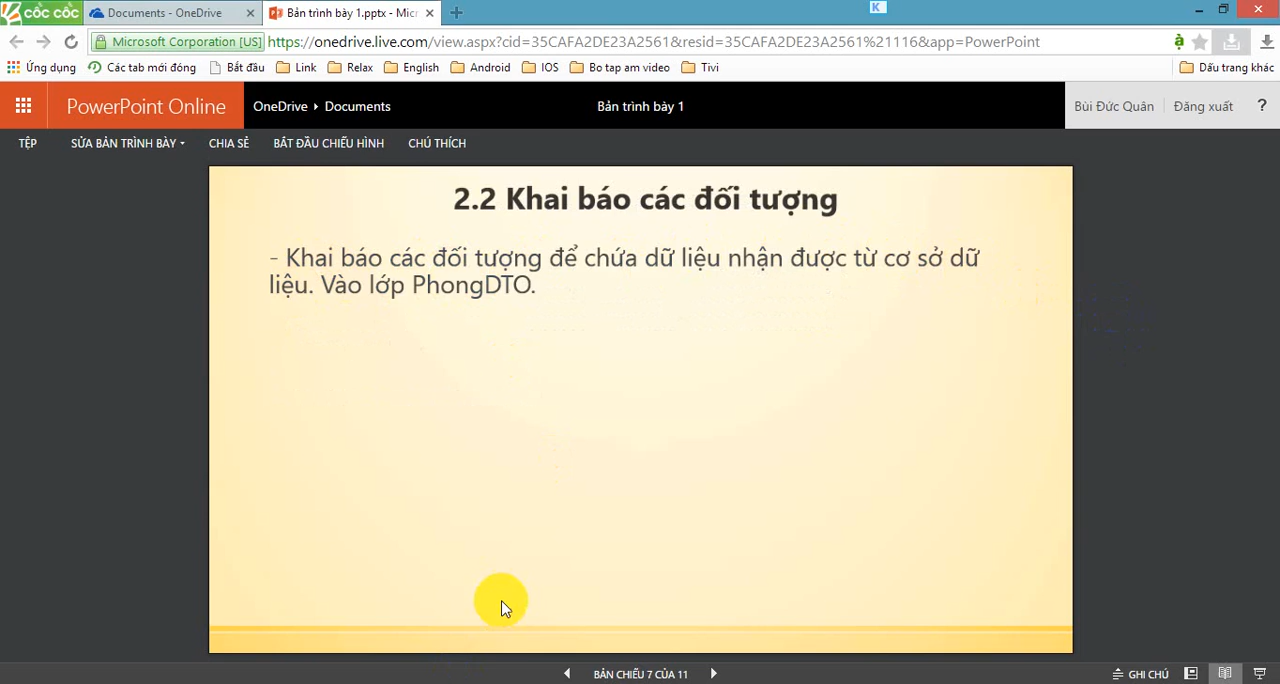 cốc cốc
Documents - OneDrive
Bản trình bày 1.pptx - Micr
K
Microsoft Corporation [US]
https://onedrive.live.com/view.aspx?cid=35CAFA2DE23A2561&resid=35CAFA2DE23A2561%21116&app=PowerPoint
à
Ứng dụng
Các tab mới đóng
Bắt đầu
Link
Relax
English
Android
IOS
Bo tap am video
Tivi
Dấu trang khác
PowerPoint Online
OneDrive
Documents
Bản trình bày 1
Bùi Đức Quân
Đăng xuất
?
TỆP
SỬA BẢN TRÌNH BÀY
CHIA SẺ
BẮT ĐẦU CHIẾU HÌNH
CHÚ THÍCH
2.2 Khai báo các đối tượng
- Khai báo các đối tượng để chứa dữ liệu nhận được từ cơ sở dữ
liệu. Vào lớp PhongDTO.
BẢN CHIẾU 7 CỦA 11
GHI CHÚ